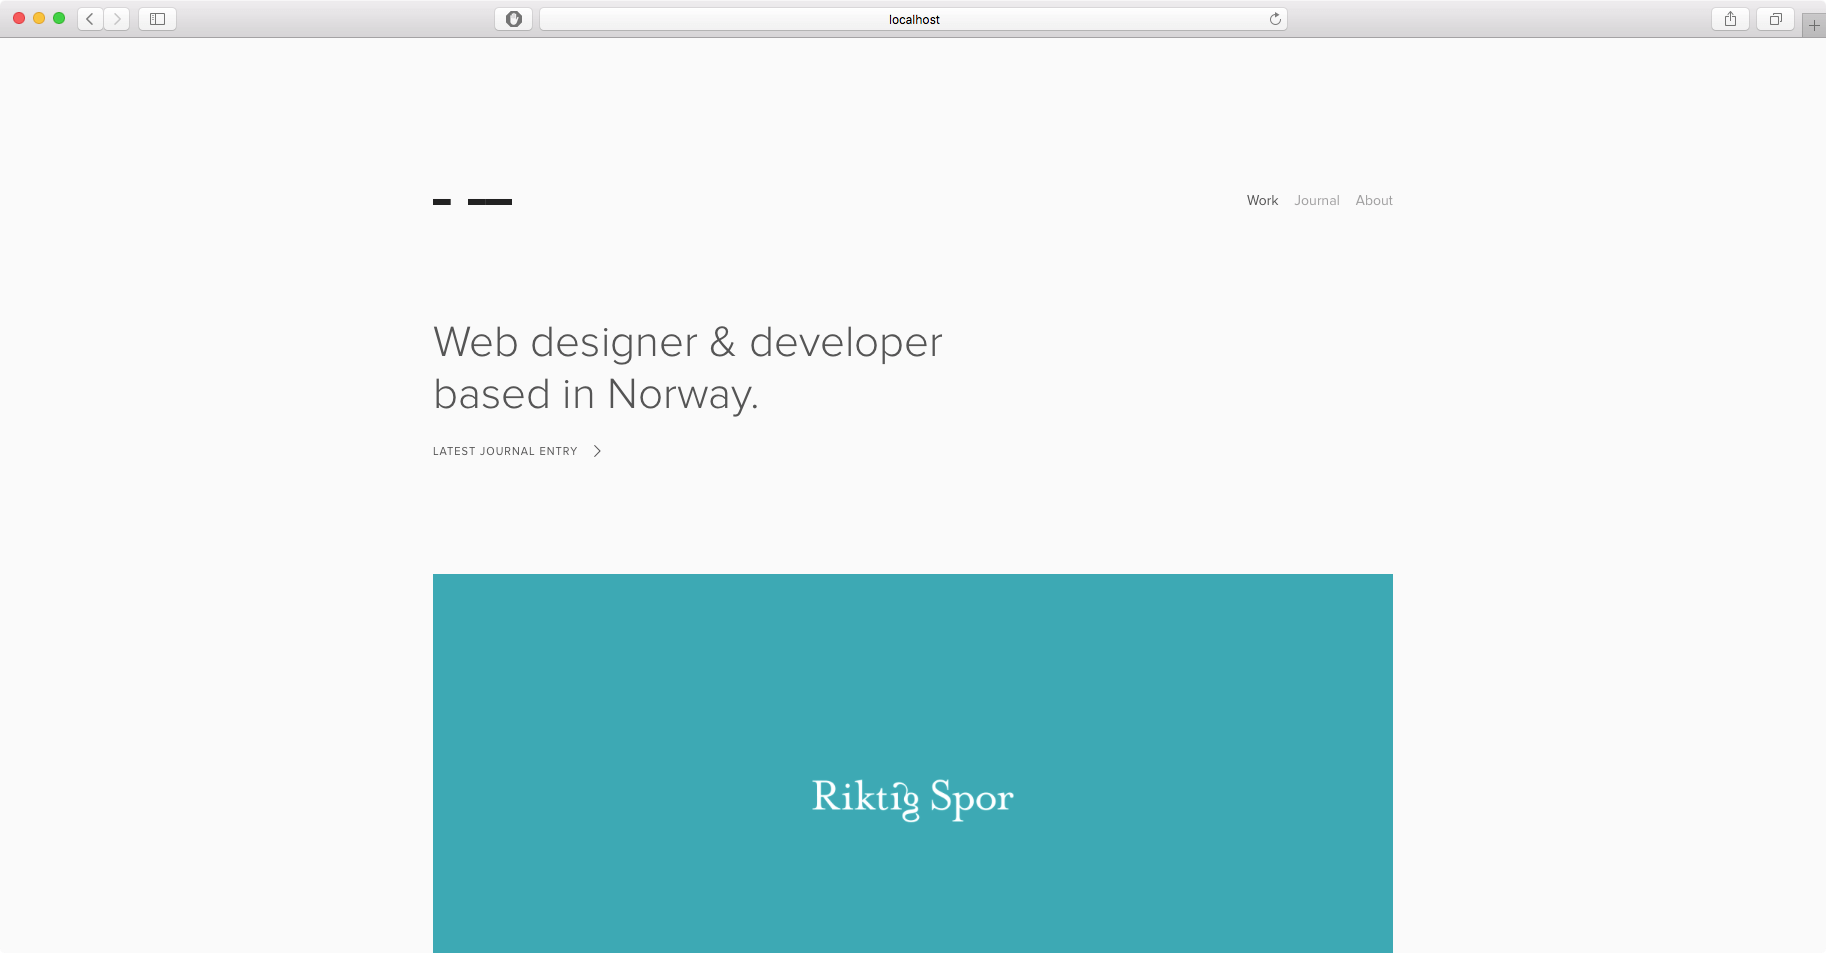 localhost
Work Journal About
Web designer & developer
based in Norway.
LATEST JOURNAL ENTRY
Riktig Spor